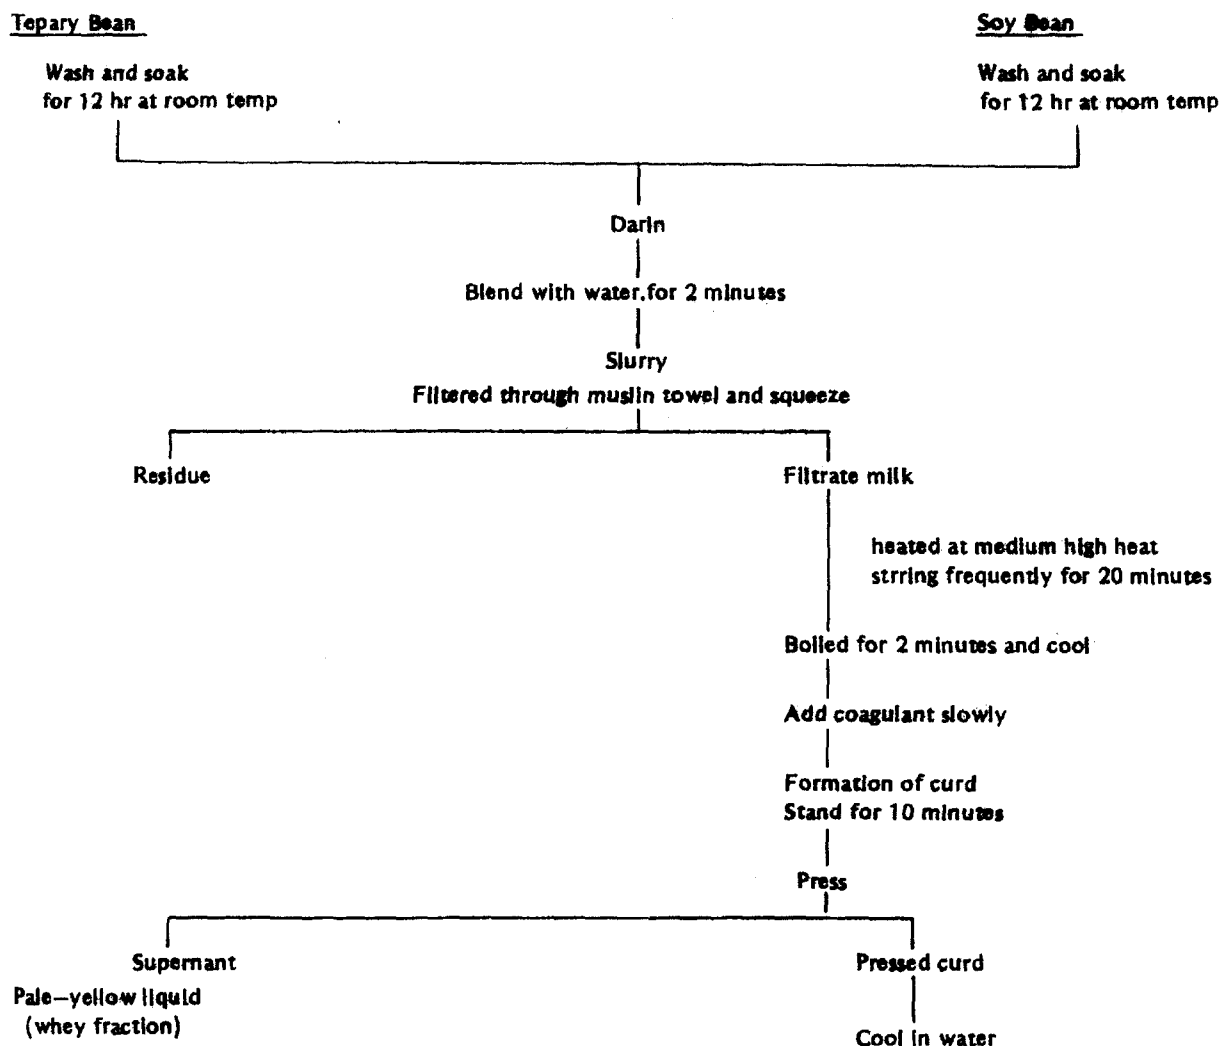 Tepary Bean
Soy Bean
Wash and soak
for 12 hr at room temp
Wash and soak
for 12 hr at room temp
Darin
Blend with water.for 2 minutes
Slurry
Filtered through muslin towel and squeeze
Residue
Filtrate milk
heated at medium high heat
strring frequently for 20 minutes
Boiled for 2 minutes and cool
Add coagulant slowly
Formation of curd
Stand for 10 minutes
Press
Supernant
Pressed curd
Pale-yellow liquid
(whey fraction)
Cool in water